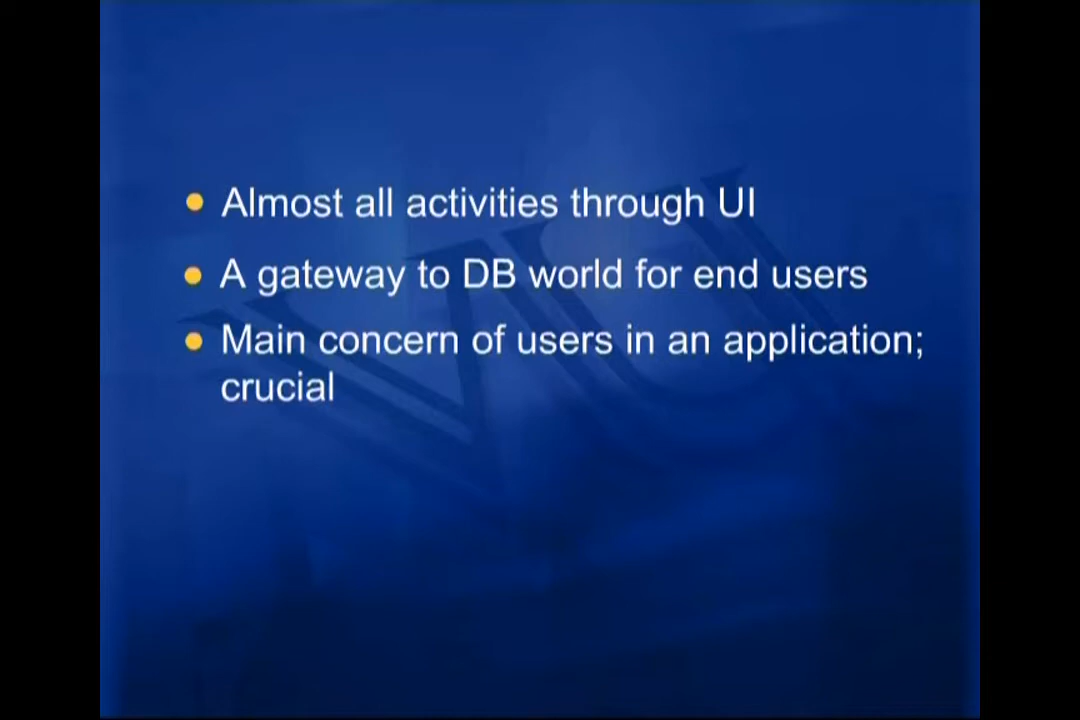 Almost all activities through UI
A gateway to DB world for end users
Main concern of users in an application;
crucial
VU